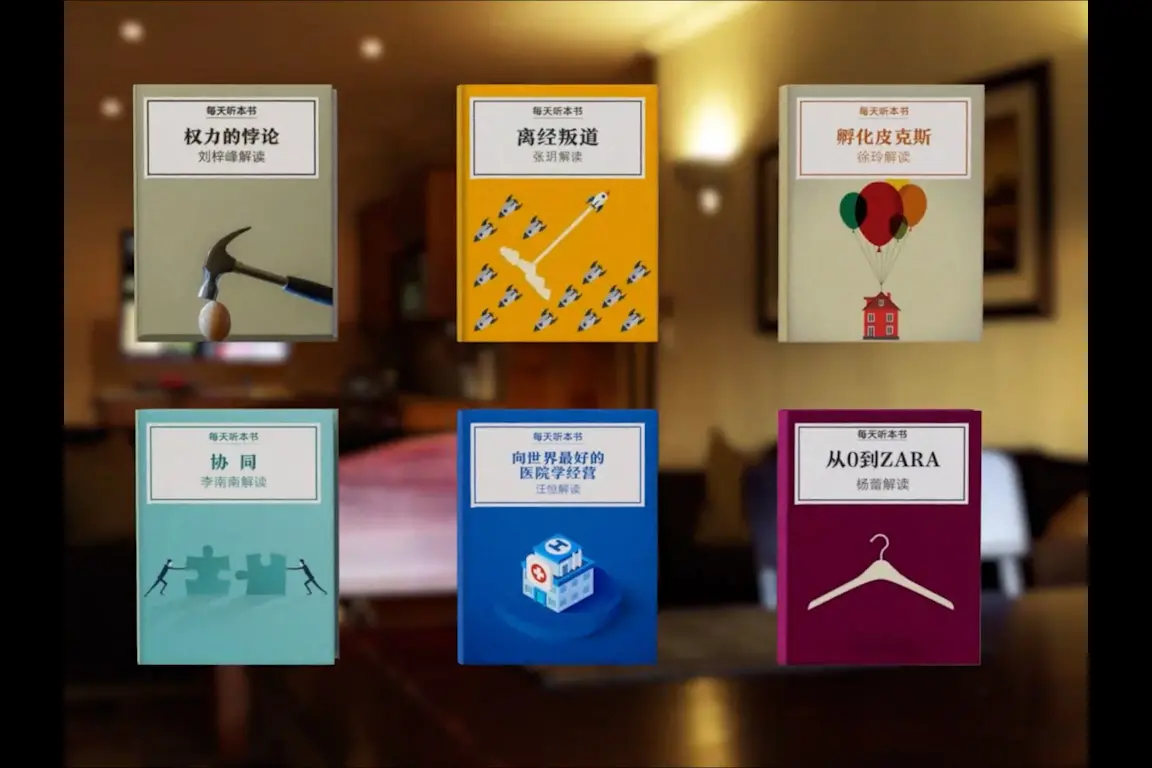 每天听本书
权力的悖论
刘梓峰解读
每天听本书
离经叛道
张玥解读
每天听本书
孵化皮克斯
徐玲解读
每天听本书
协 同
李南南解读
每天听本书
向世界最好的
医院学经营
汪恒解读
每天听本书
从0到ZARA
杨蕾解读
H